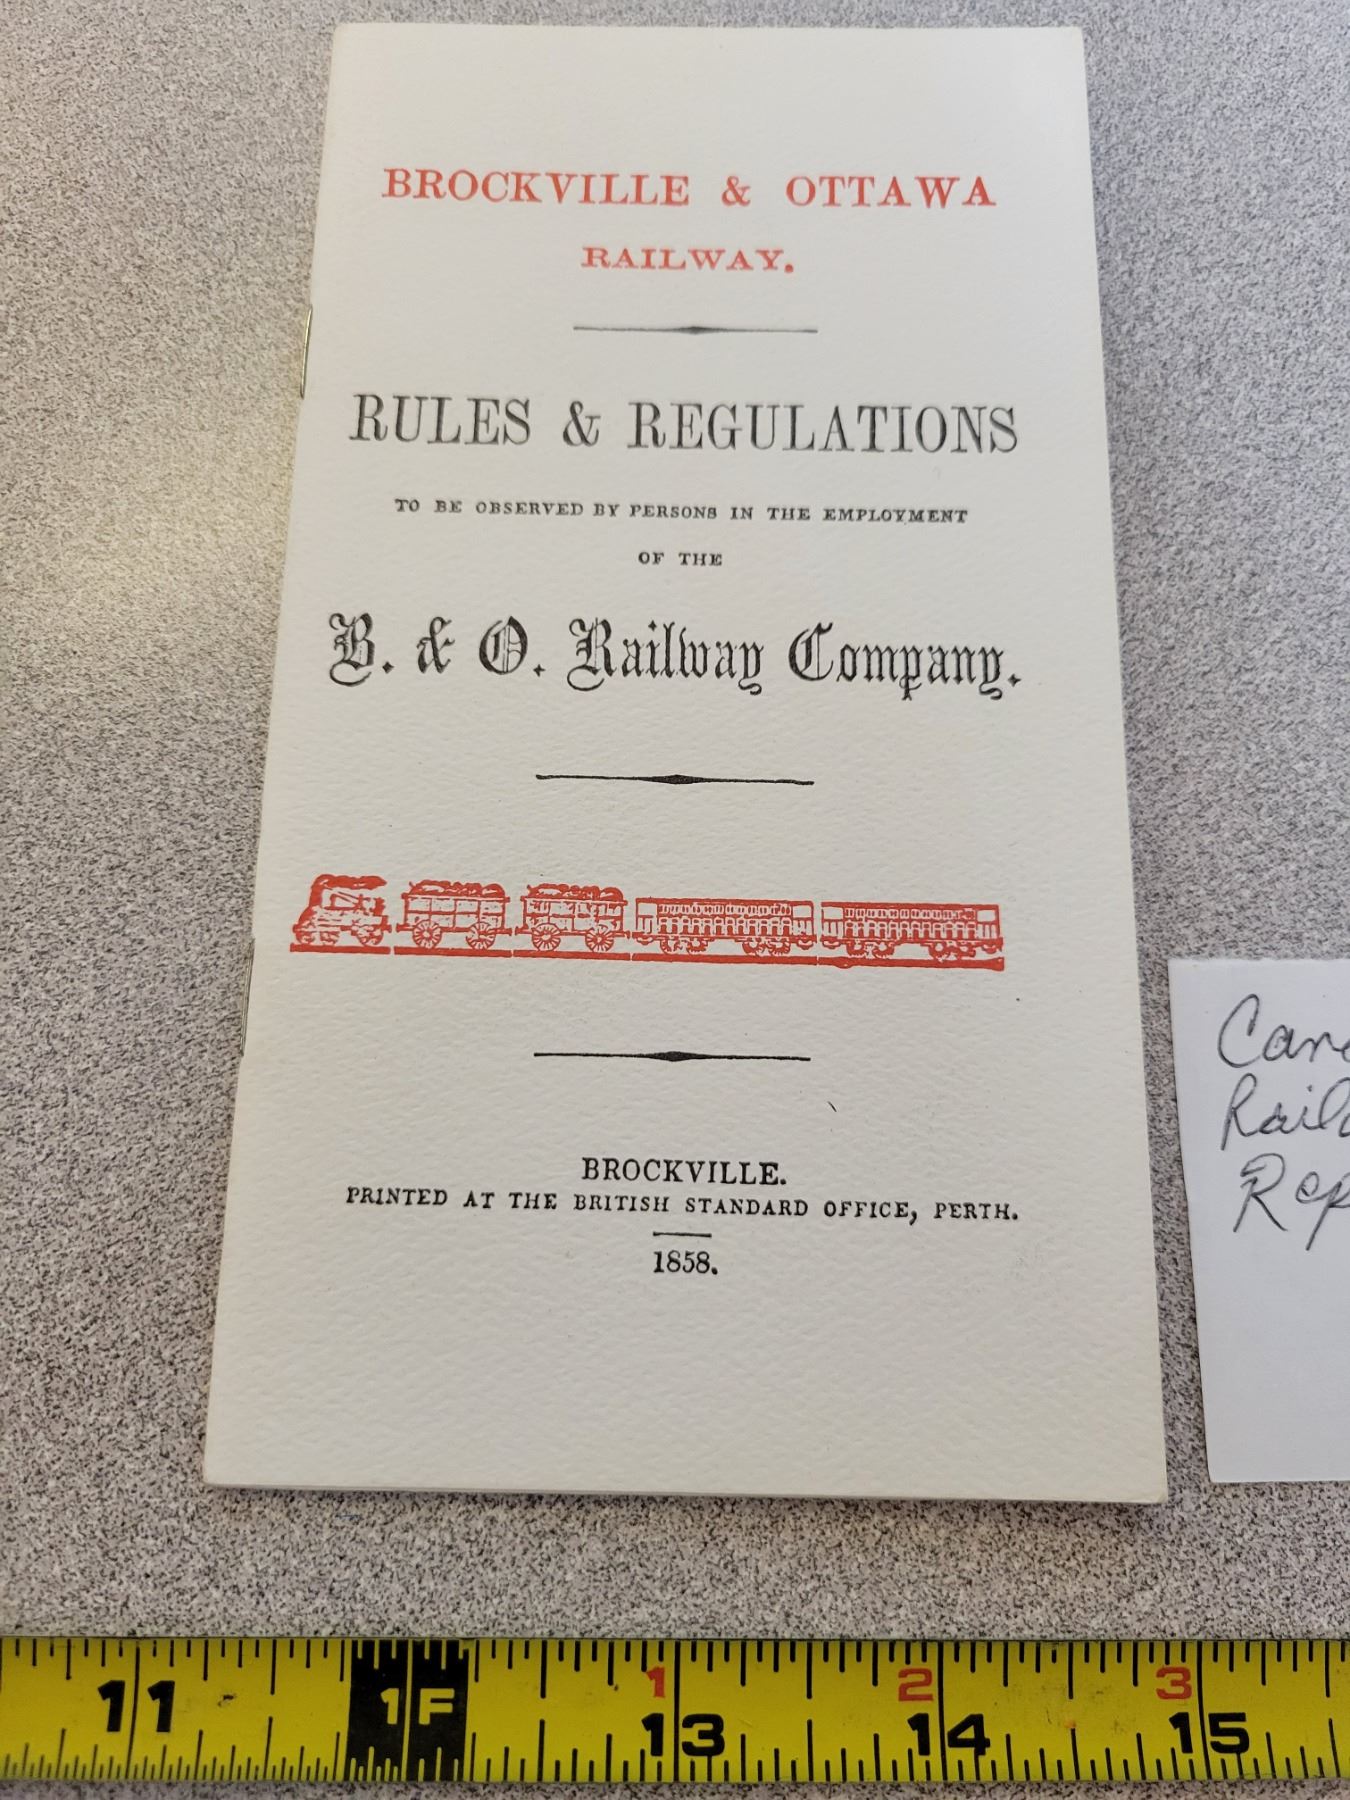 BROCKVILLE & OTTAWA
RAILWAY.
RULES & REGULATIONS
TO BE OBSERVED BY PERSONS IN THE EMPLOYMENT
OF THE
B. & O. Railway Company.
BROCKVILLE.
PRINTED AT THE BRITISH STANDARD OFFICE, PERTH.
1858.
11 1F 1 13 2 14 3 15